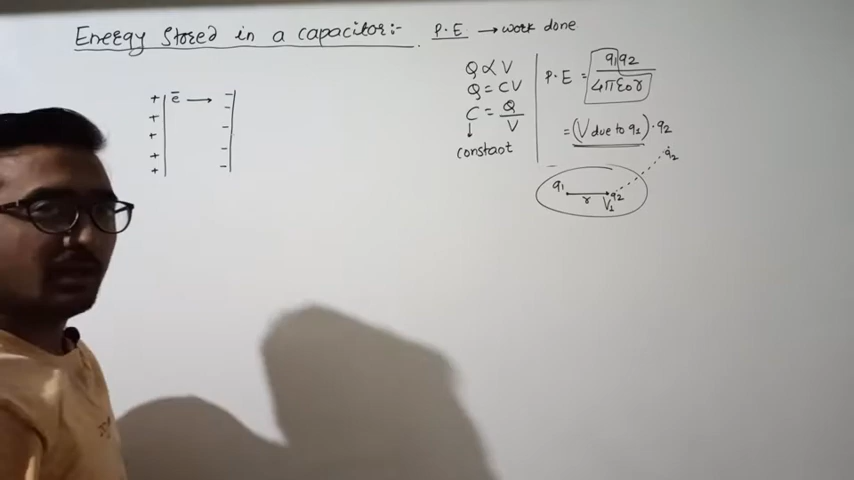 Energy Stored in a capacitor:-
P.E → work done
+ ē → -
+ -
+ -
+ -
+ -
Q ∝ V
Q = CV
C = Q/V
↓
constant
P.E = q1q2/4πε0r
= (V due to q1)·q2
q1 r V1 q2
q2